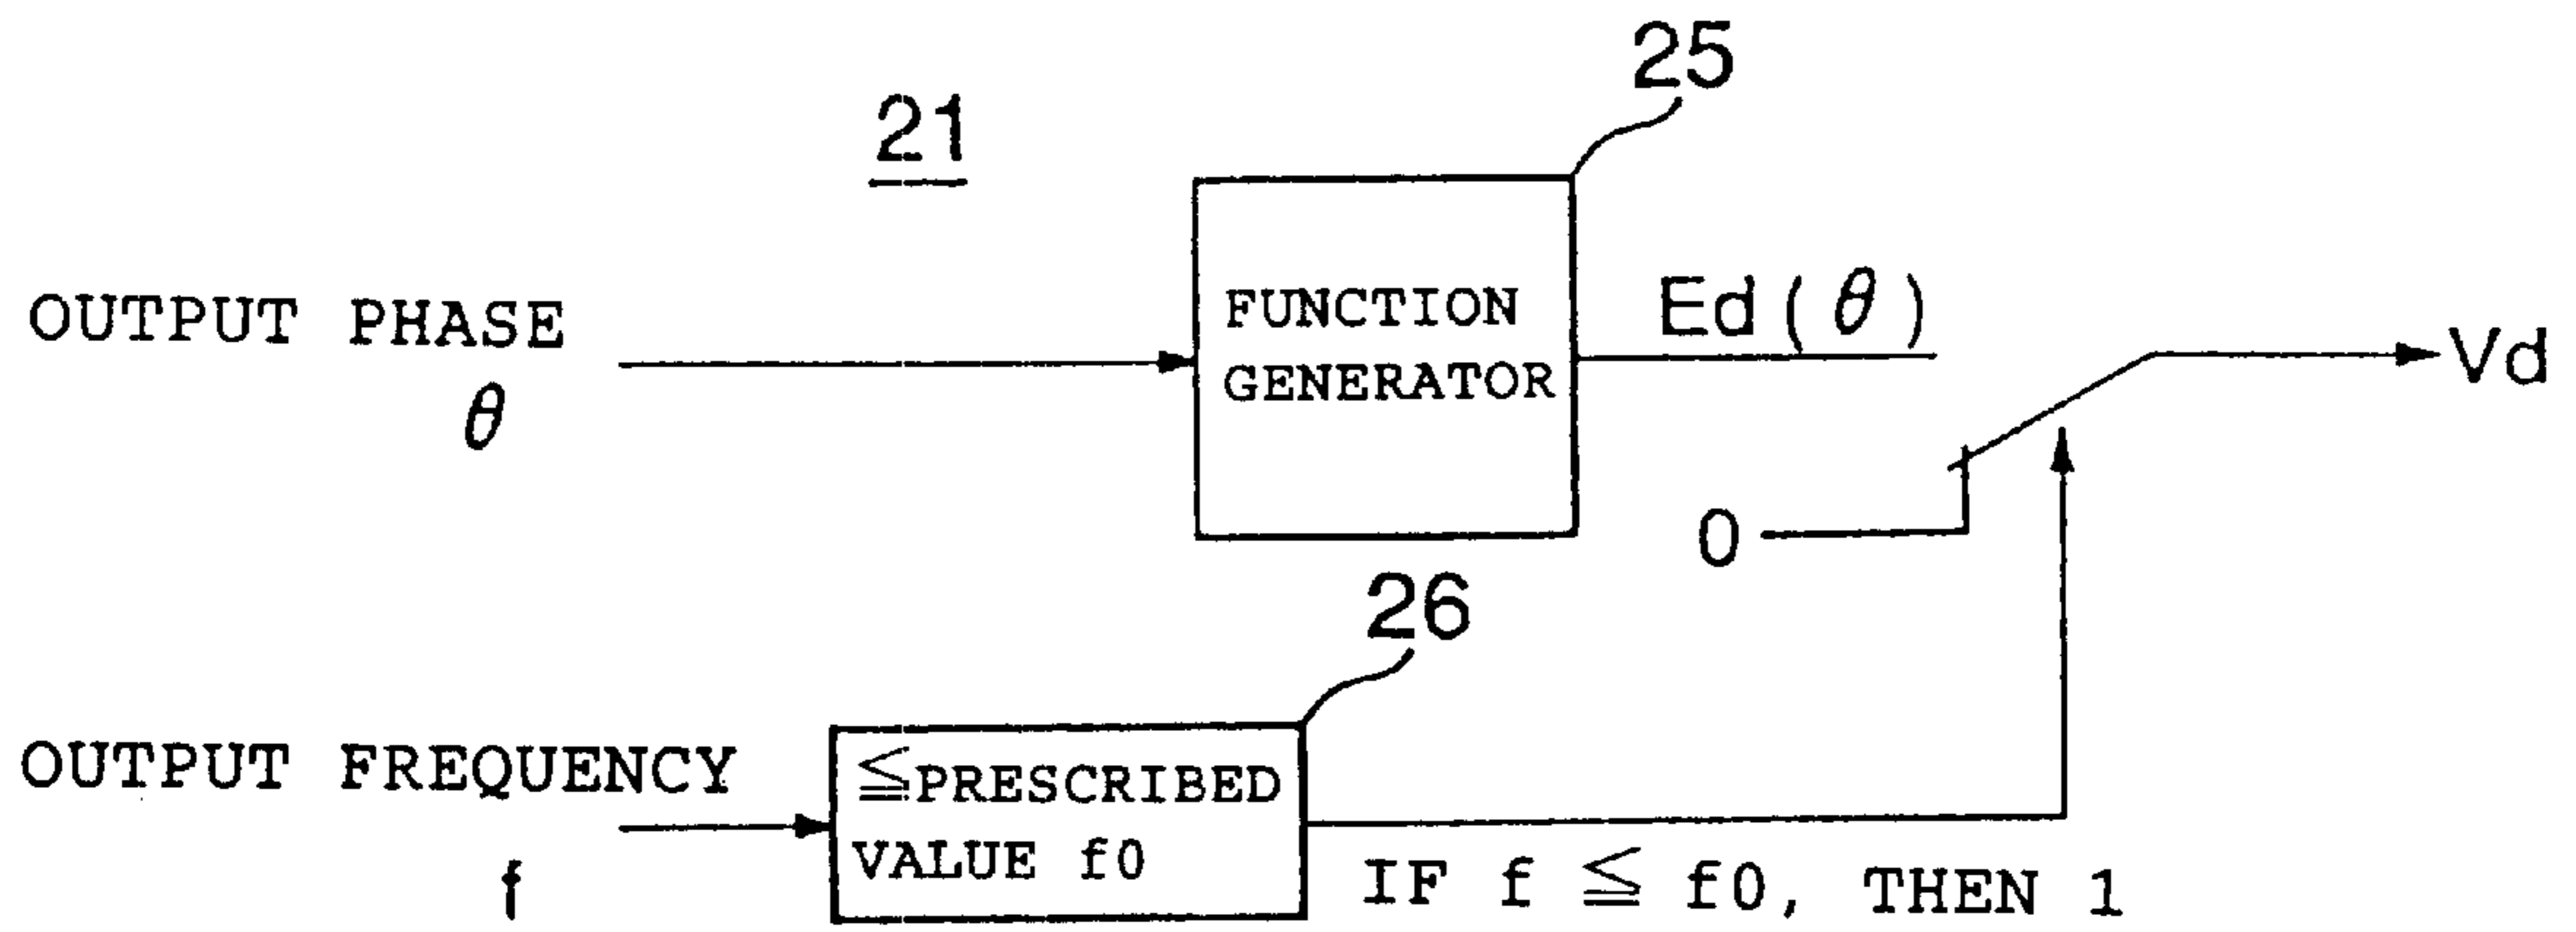 25
21
FUNCTION
GENERATOR
Ed (θ)
OUTPUT PHASE
θ
Vd
0
26
OUTPUT FREQUENCY
f
≦PRESCRIBED
VALUE f0
IF f ≦ f0, THEN 1